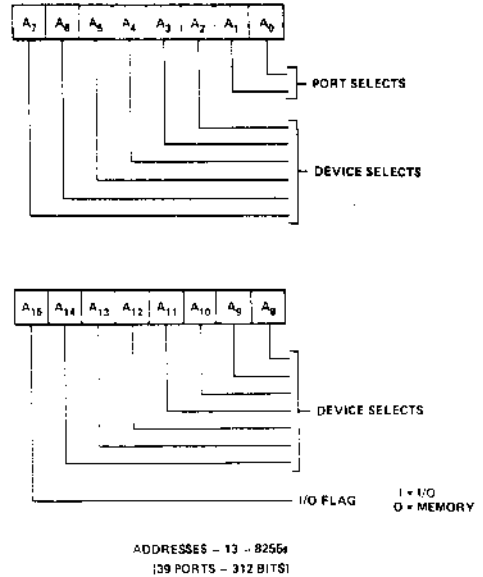 A7 A6 A5 A4 A3 A2 A1 A0
PORT SELECTS
DEVICE SELECTS
A15 A14 A13 A12 A11 A10 A9 A8
DEVICE SELECTS
I/O FLAG
1 = I/O
0 = MEMORY
ADDRESSES – 13 – 8255s
[39 PORTS – 312 BITS]